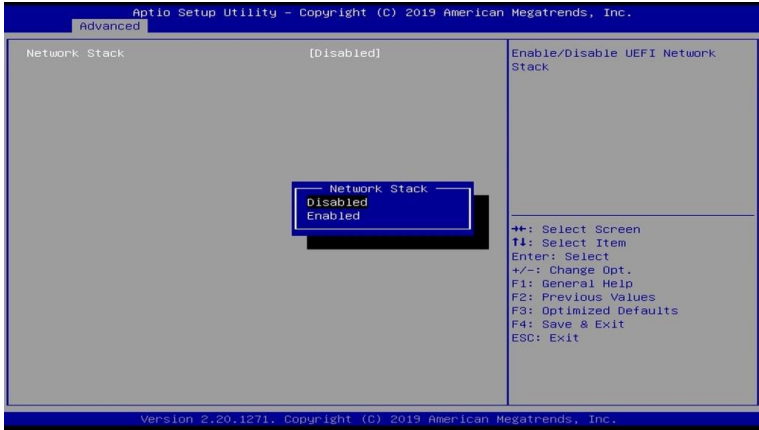 Aptio Setup Utility – Copyright (C) 2019 American Megatrends, Inc.
Advanced
Network Stack [Disabled]
Enable/Disable UEFI Network
Stack
Network Stack
Disabled
Enabled
→←: Select Screen
↑↓: Select Item
Enter: Select
+/-: Change Opt.
F1: General Help
F2: Previous Values
F3: Optimized Defaults
F4: Save & Exit
ESC: Exit
Version 2.20.1271. Copyright (C) 2019 American Megatrends, Inc.